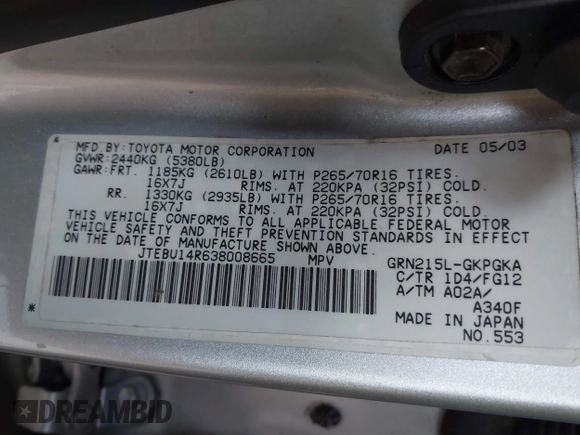 MFD. BY: TOYOTA MOTOR CORPORATION DATE 05/03
GVWR: 2440KG (5380LB)
GAWR: FRT. 1185KG (2610LB) WITH P265/70R16 TIRES.
16X7J RIMS. AT 220KPA (32PSI) COLD.
RR. 1330KG (2935LB) WITH P265/70R16 TIRES.
16X7J RIMS. AT 220KPA (32PSI) COLD.
THIS VEHICLE CONFORMS TO ALL APPLICABLE FEDERAL MOTOR
VEHICLE SAFETY AND THEFT PREVENTION STANDARDS IN EFFECT
ON THE DATE OF MANUFACTURE SHOWN ABOVE.
JTEBU14R638008665 MPV GRN215L-GKPGKA
C/TR 1D4/FG12
A/TM A02A/
A340F
MADE IN JAPAN
NO.553
DREAMBID